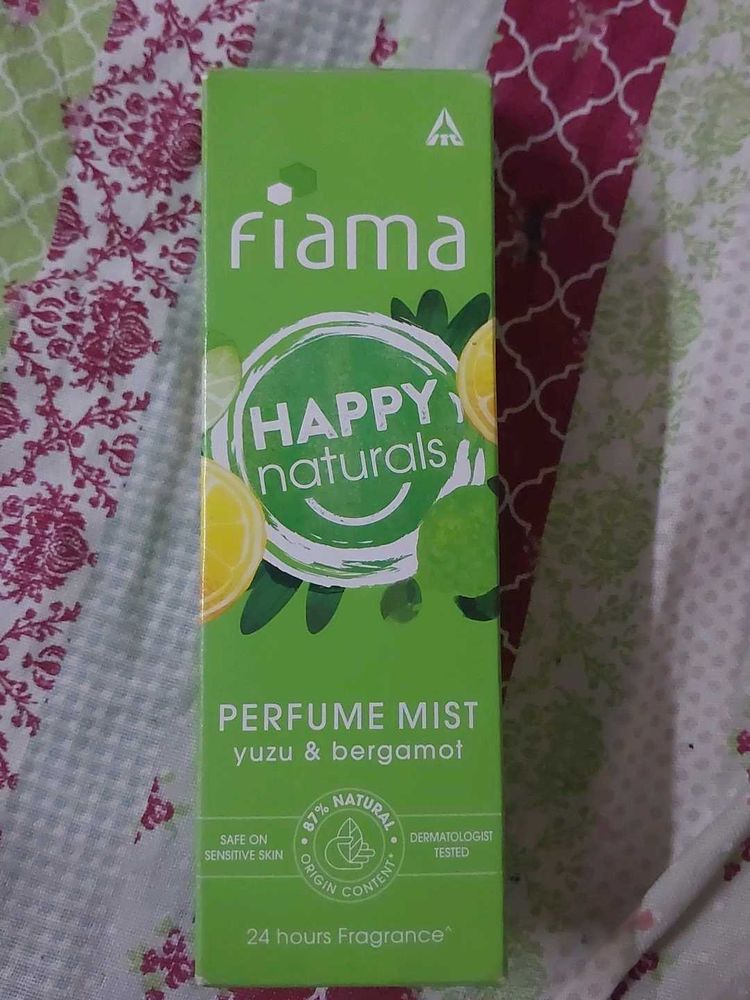 ITC
fiama
HAPPY
naturals
PERFUME MIST
yuzu & bergamot
SAFE ON
SENSITIVE SKIN
• 87% NATURAL •
ORIGIN CONTENT*
DERMATOLOGIST
TESTED
24 hours Fragrance^